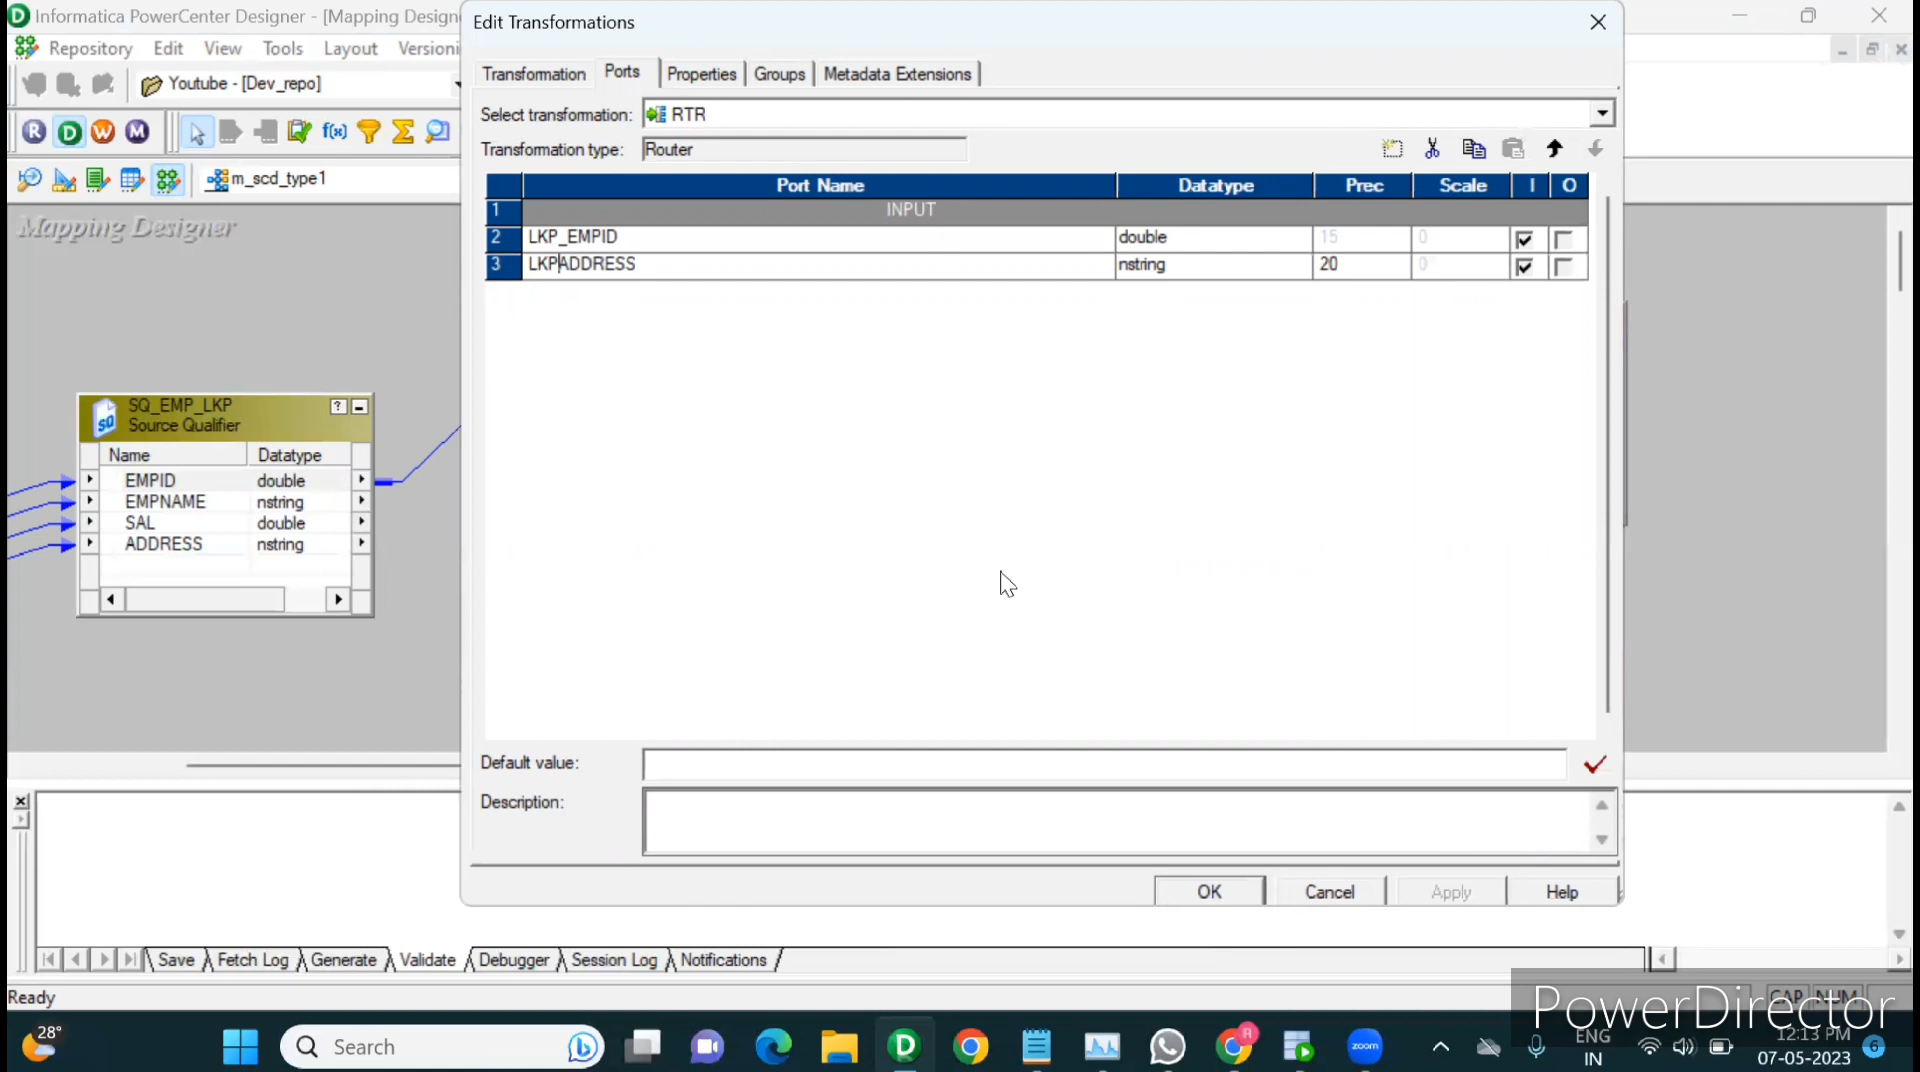 Informatica PowerCenter Designer - [Mapping Design
Edit Transformations
Repository Edit View Tools Layout Versioni
Youtube - [Dev_repo]
Transformation Ports Properties Groups Metadata Extensions
Select transformation: RTR
R D W M f(x) Σ
Transformation type: Router
m_scd_type1
Port Name Datatype Prec Scale I O
1 INPUT
2 LKP_EMPID double 15 0
3 LKPADDRESS nstring 20 0
Mapping Designer
SQ_EMP_LKP
Source Qualifier
Name Datatype
EMPID double
EMPNAME nstring
SAL double
ADDRESS nstring
Default value:
Description:
OK Cancel Apply Help
Save Fetch Log Generate Validate Debugger Session Log Notifications
Ready
CAP NUM
PowerDirector
28°
Search
zoom
ENG
IN
12:13 PM
07-05-2023
6